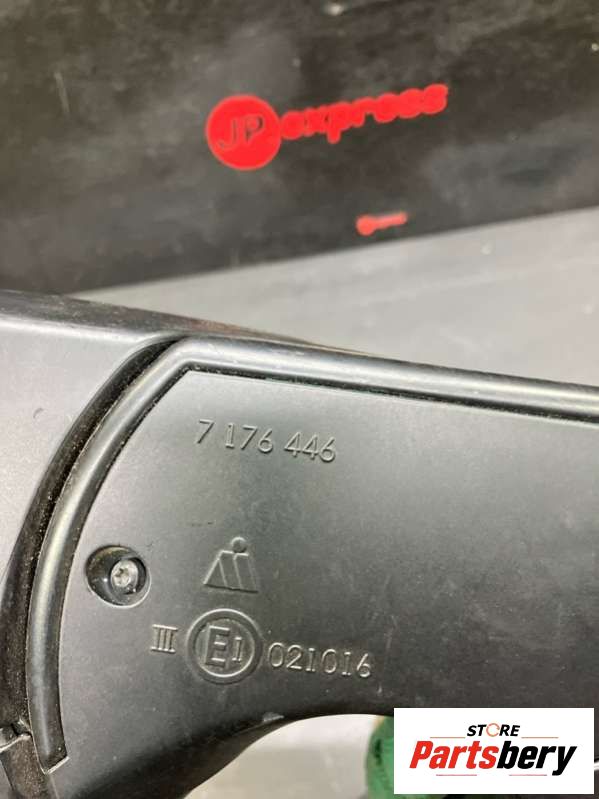 JP express
7 176 446
III E1 021016
STORE
Partsbery